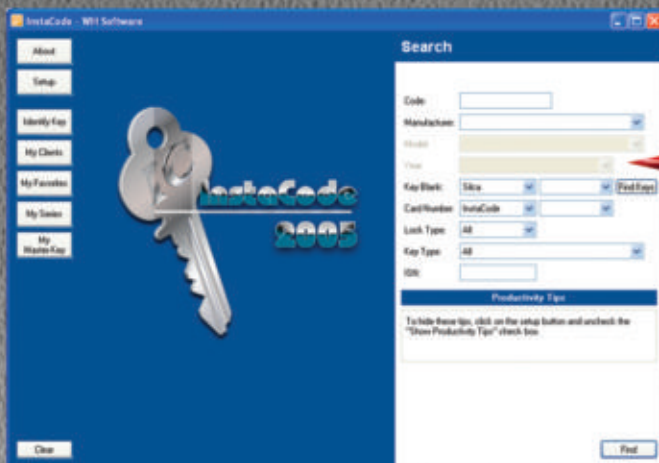 InstaCode - WH Software
About
Setup
Identify Key
My Clients
My Favorites
My Series
My
Master Key
Clear
InstaCode
2005
Search
Code:
Manufacturer:
Model:
Year:
Key Blank: Silca Find Keys
Card Number: InstaCode
Lock Type: All
Key Type: All
ISN:
Productivity Tips
To hide these tips, click on the setup button and uncheck the
"Show Productivity Tips" check box.
Find